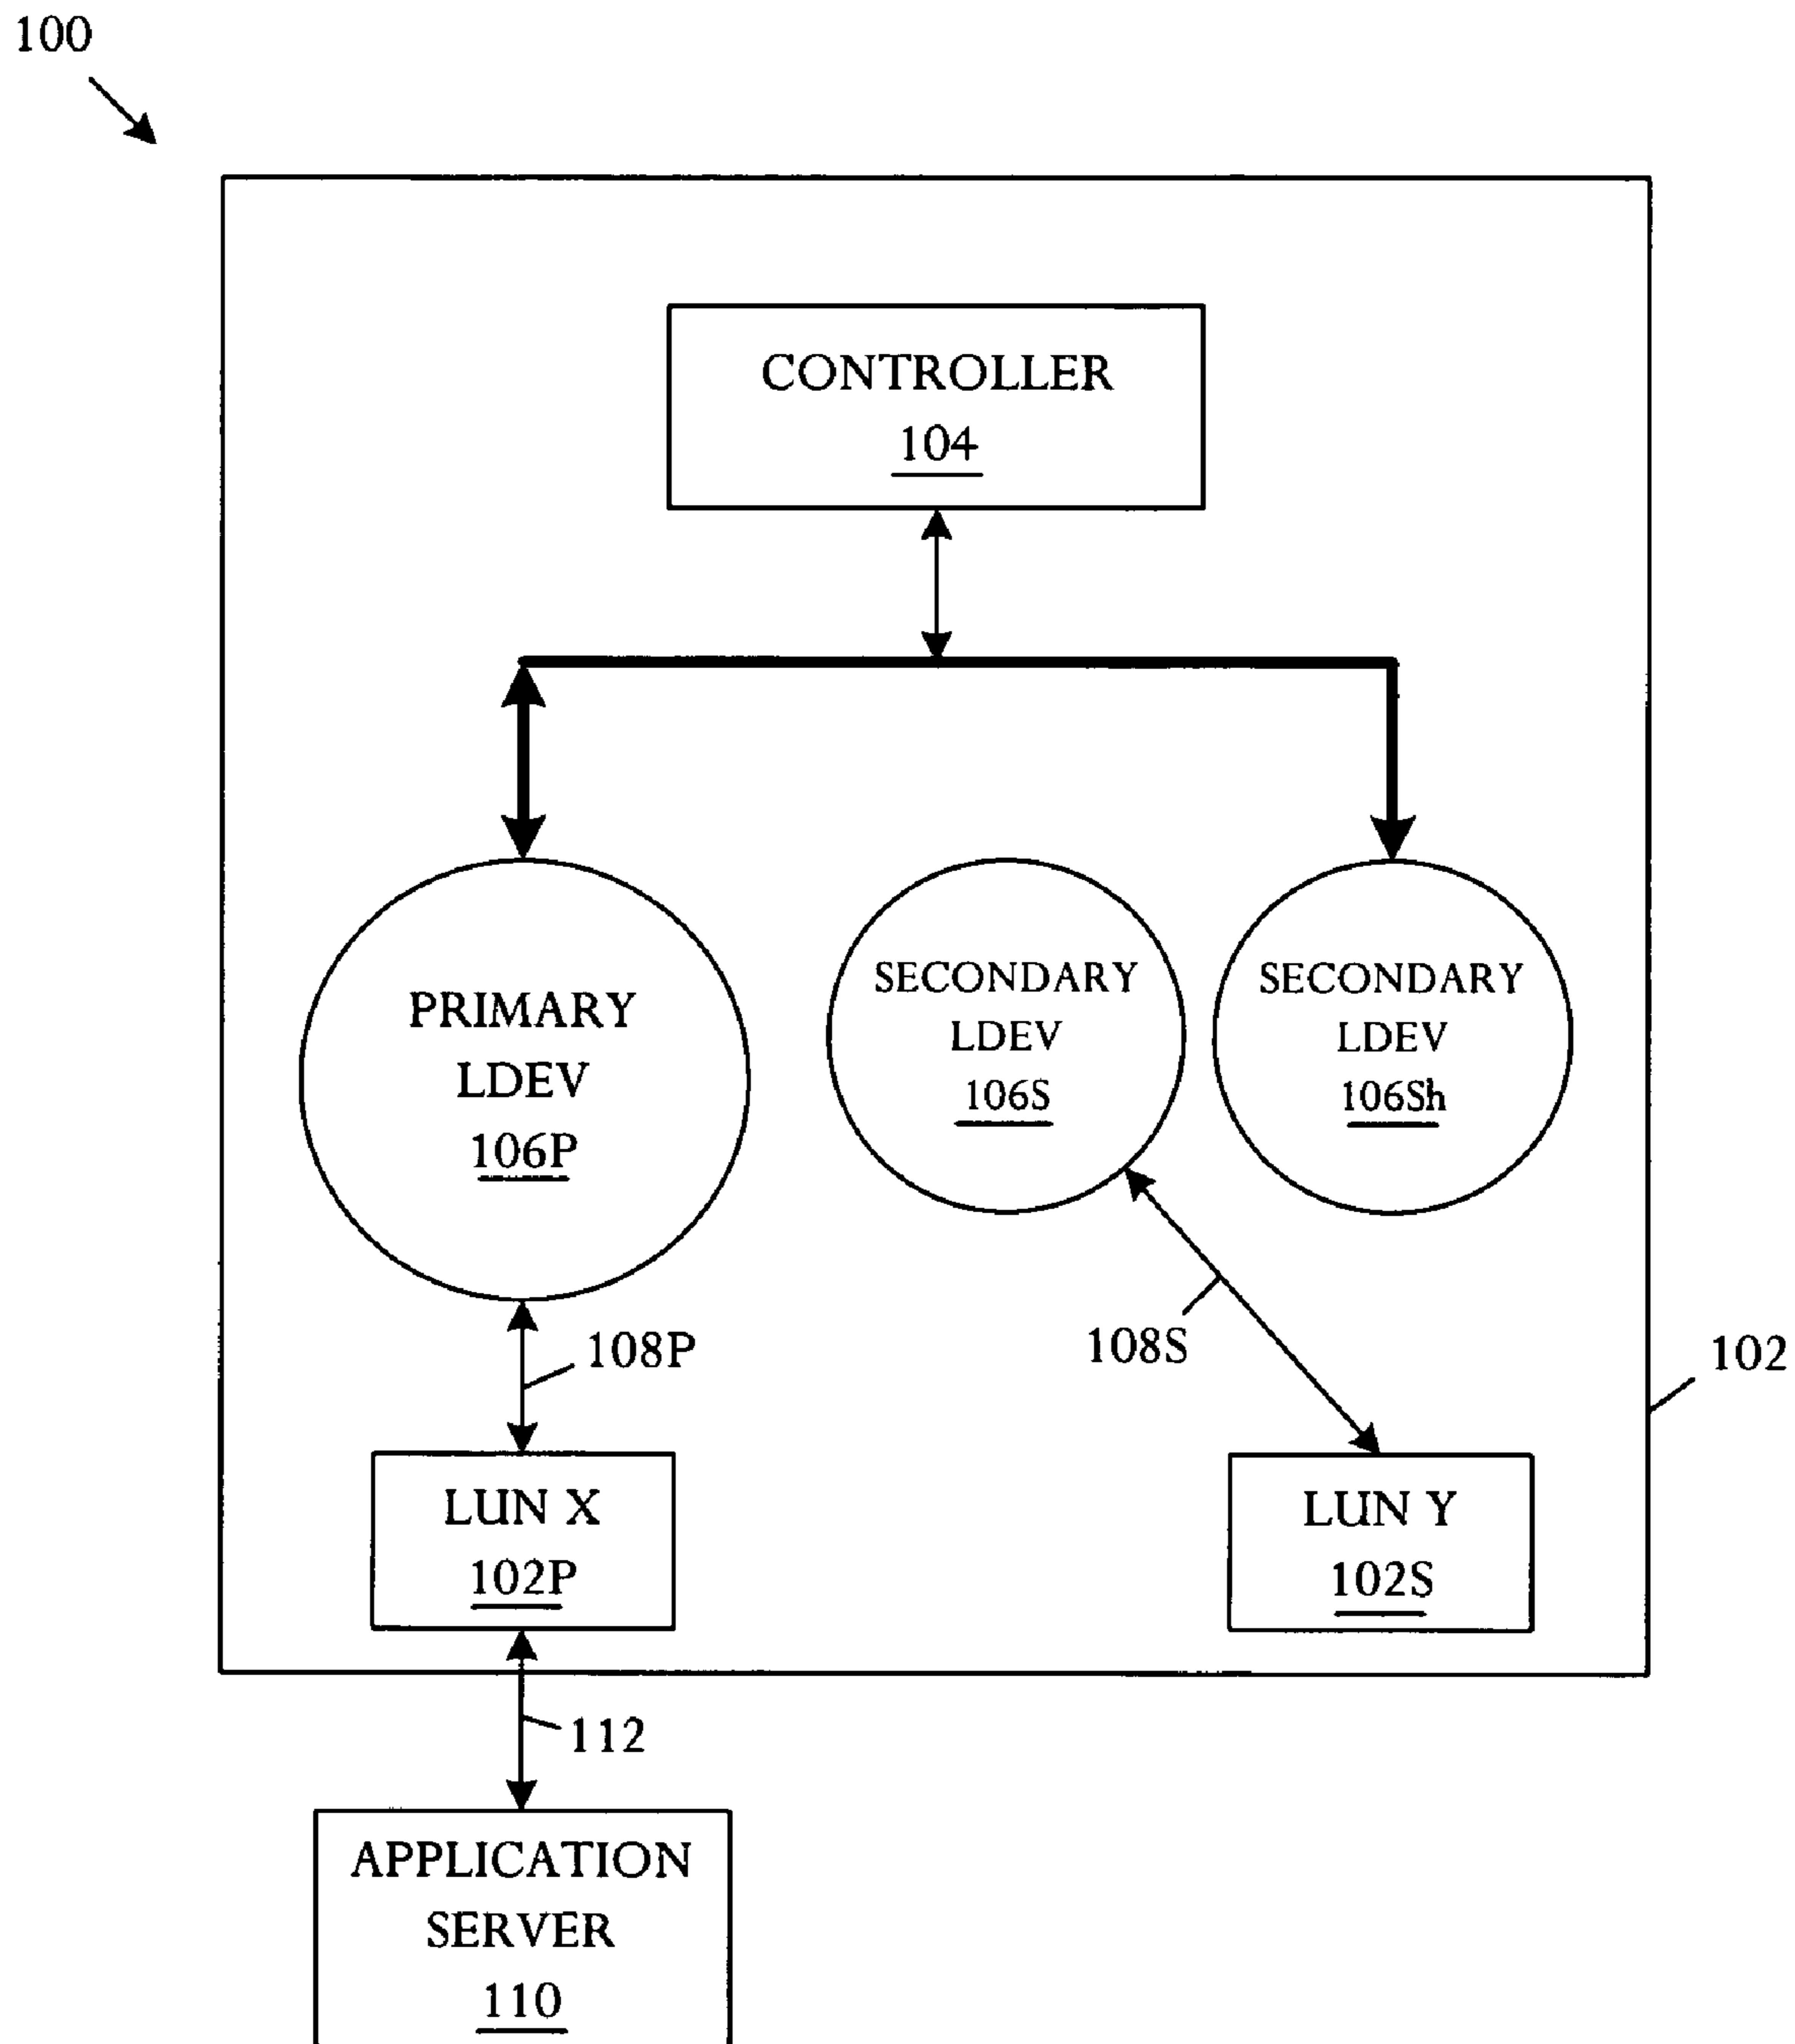 100
CONTROLLER
104
PRIMARY
LDEV
106P
SECONDARY
LDEV
106S
SECONDARY
LDEV
106Sh
108P
108S
102
LUN X
102P
LUN Y
102S
112
APPLICATION
SERVER
110